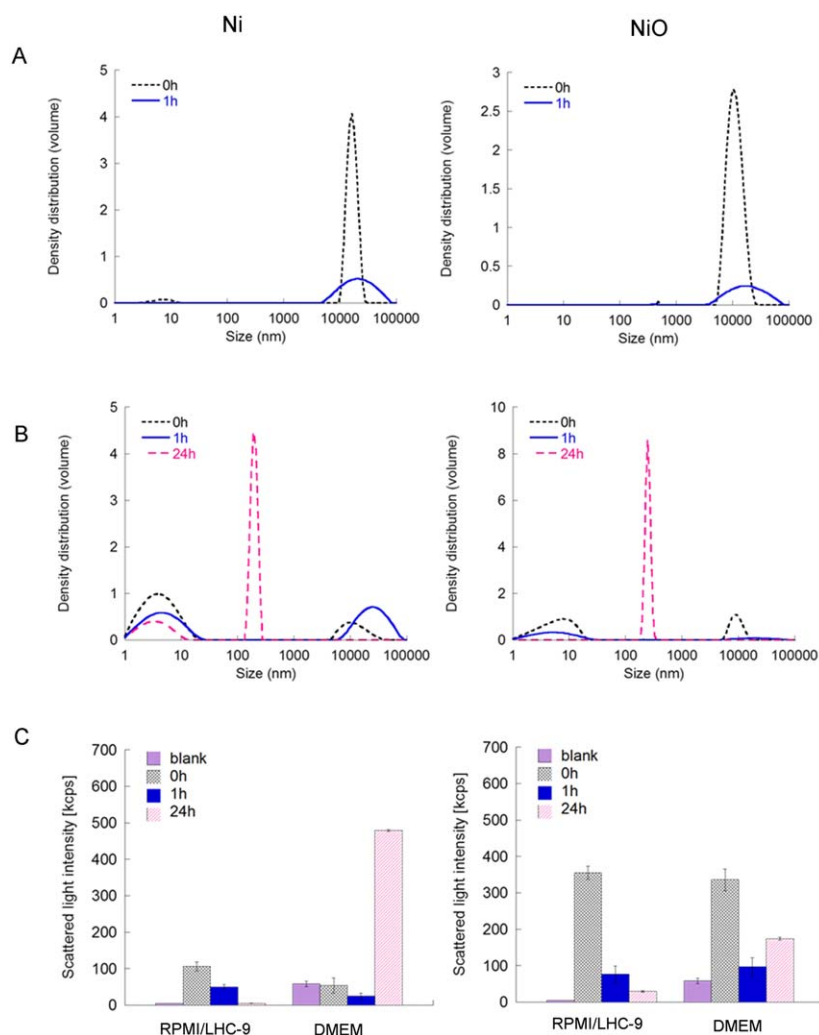 Ni
NiO
A
Density distribution (volume)
5
4
3
2
1
0
0h
1h
1 10 100 1000 10000 100000
Size (nm)
Density distribution (volume)
3
2.5
2
1.5
1
0.5
0
0h
1h
1 10 100 1000 10000 100000
Size (nm)
B
Density distribution (volume)
5
4
3
2
1
0
0h
1h
24h
1 10 100 1000 10000 100000
Size (nm)
Density distribution (volume)
10
8
6
4
2
0
0h
1h
24h
1 10 100 1000 10000 100000
Size (nm)
C
Scattered light intensity [kcps]
700
600
500
400
300
200
100
0
blank
0h
1h
24h
RPMI/LHC-9 DMEM
Scattered light intensity [kcps]
700
600
500
400
300
200
100
0
blank
0h
1h
24h
RPMI/LHC-9 DMEM